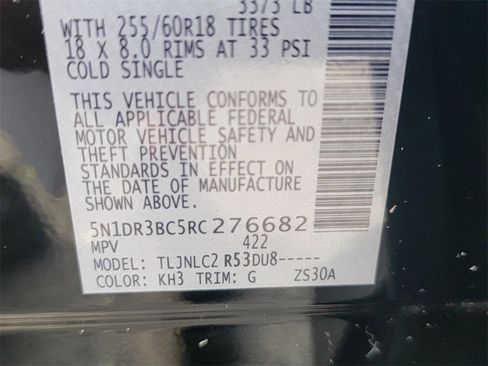 3373 LB
WITH 255/60R18 TIRES
18 X 8.0 RIMS AT 33 PSI
COLD SINGLE
THIS VEHICLE CONFORMS TO
ALL APPLICABLE FEDERAL
MOTOR VEHICLE SAFETY AND
THEFT PREVENTION
STANDARDS IN EFFECT ON
THE DATE OF MANUFACTURE
SHOWN ABOVE.
5N1DR3BC5RC276682
MPV 422
MODEL: TLJNLC2 R53DU8-----
COLOR: KH3 TRIM: G ZS30A